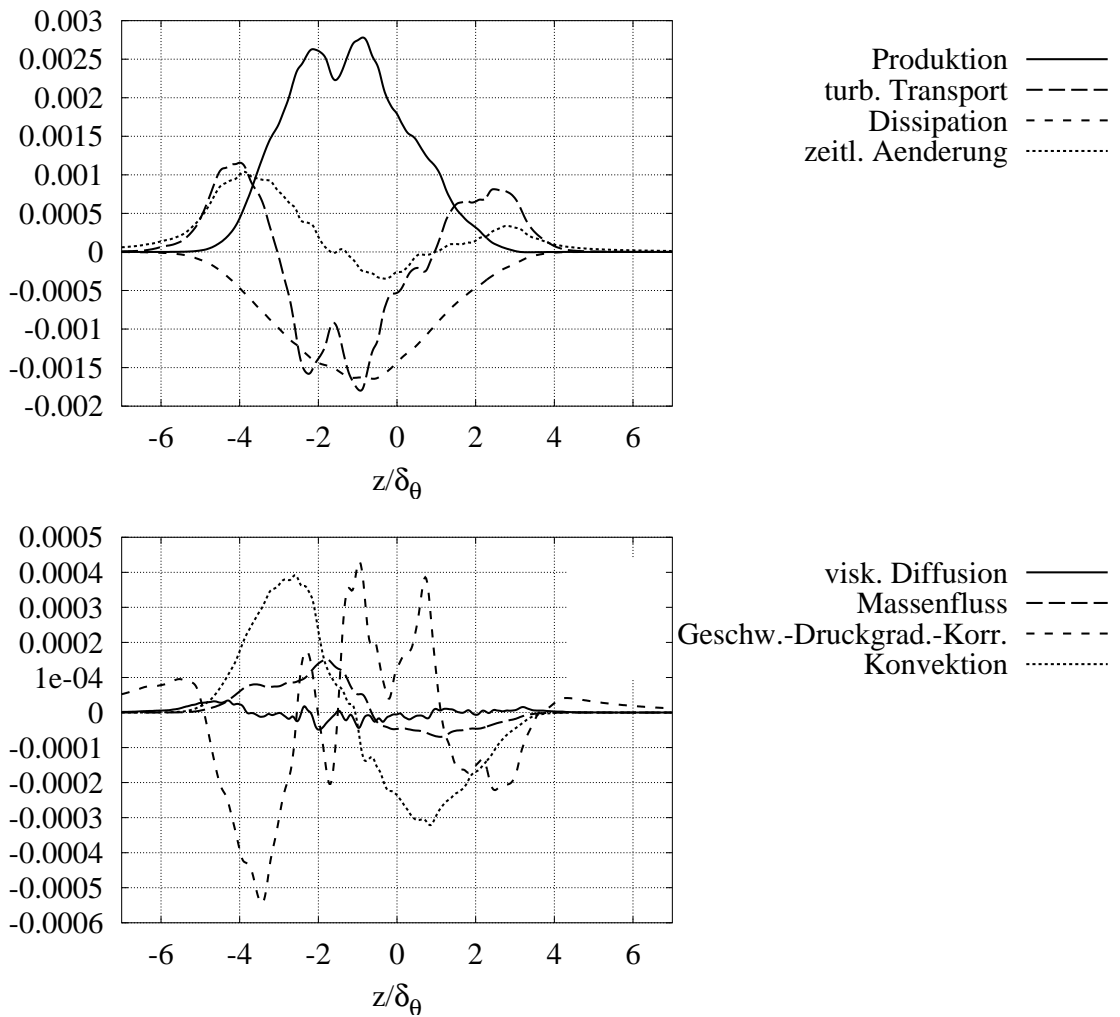 0.003
0.0025
0.002
0.0015
0.001
0.0005
0
-0.0005
-0.001
-0.0015
-0.002
-6 -4 -2 0 2 4 6
z/δθ
Produktion
turb. Transport
Dissipation
zeitl. Aenderung
0.0005
0.0004
0.0003
0.0002
1e-04
0
-0.0001
-0.0002
-0.0003
-0.0004
-0.0005
-0.0006
-6 -4 -2 0 2 4 6
z/δθ
visk. Diffusion
Massenfluss
Geschw.-Druckgrad.-Korr.
Konvektion